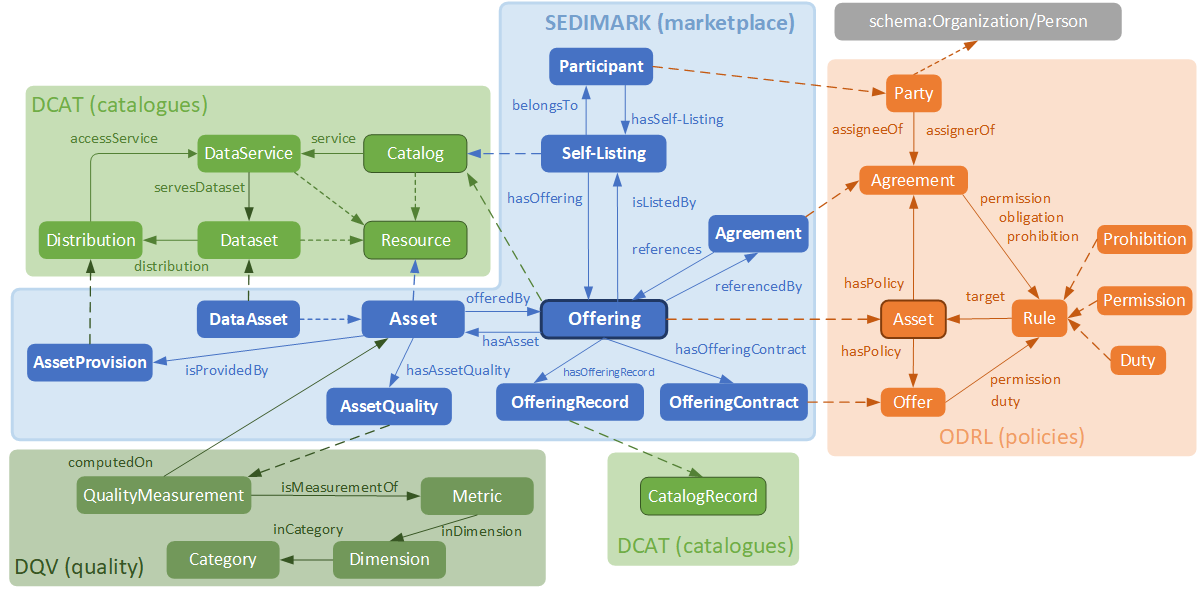 SEDIMARK (marketplace)
schema:Organization/Person
Participant
Party
DCAT (catalogues)
belongsTo
hasSelf-Listing
assigneeOf
assignerOf
accessService
DataService
service
Catalog
Self-Listing
Agreement
servesDataset
hasOffering
isListedBy
permission
obligation
prohibition
Distribution
Dataset
Resource
Agreement
Prohibition
distribution
references
referencedBy
hasPolicy
target
Permission
offeredBy
DataAsset
Asset
Offering
Asset
Rule
hasAsset
hasPolicy
AssetProvision
isProvidedBy
hasAssetQuality
hasOfferingRecord
hasOfferingContract
Duty
permission
duty
AssetQuality
OfferingRecord
OfferingContract
Offer
ODRL (policies)
computedOn
QualityMeasurement
isMeasurementOf
Metric
CatalogRecord
inCategory
inDimension
DCAT (catalogues)
DQV (quality)
Category
Dimension